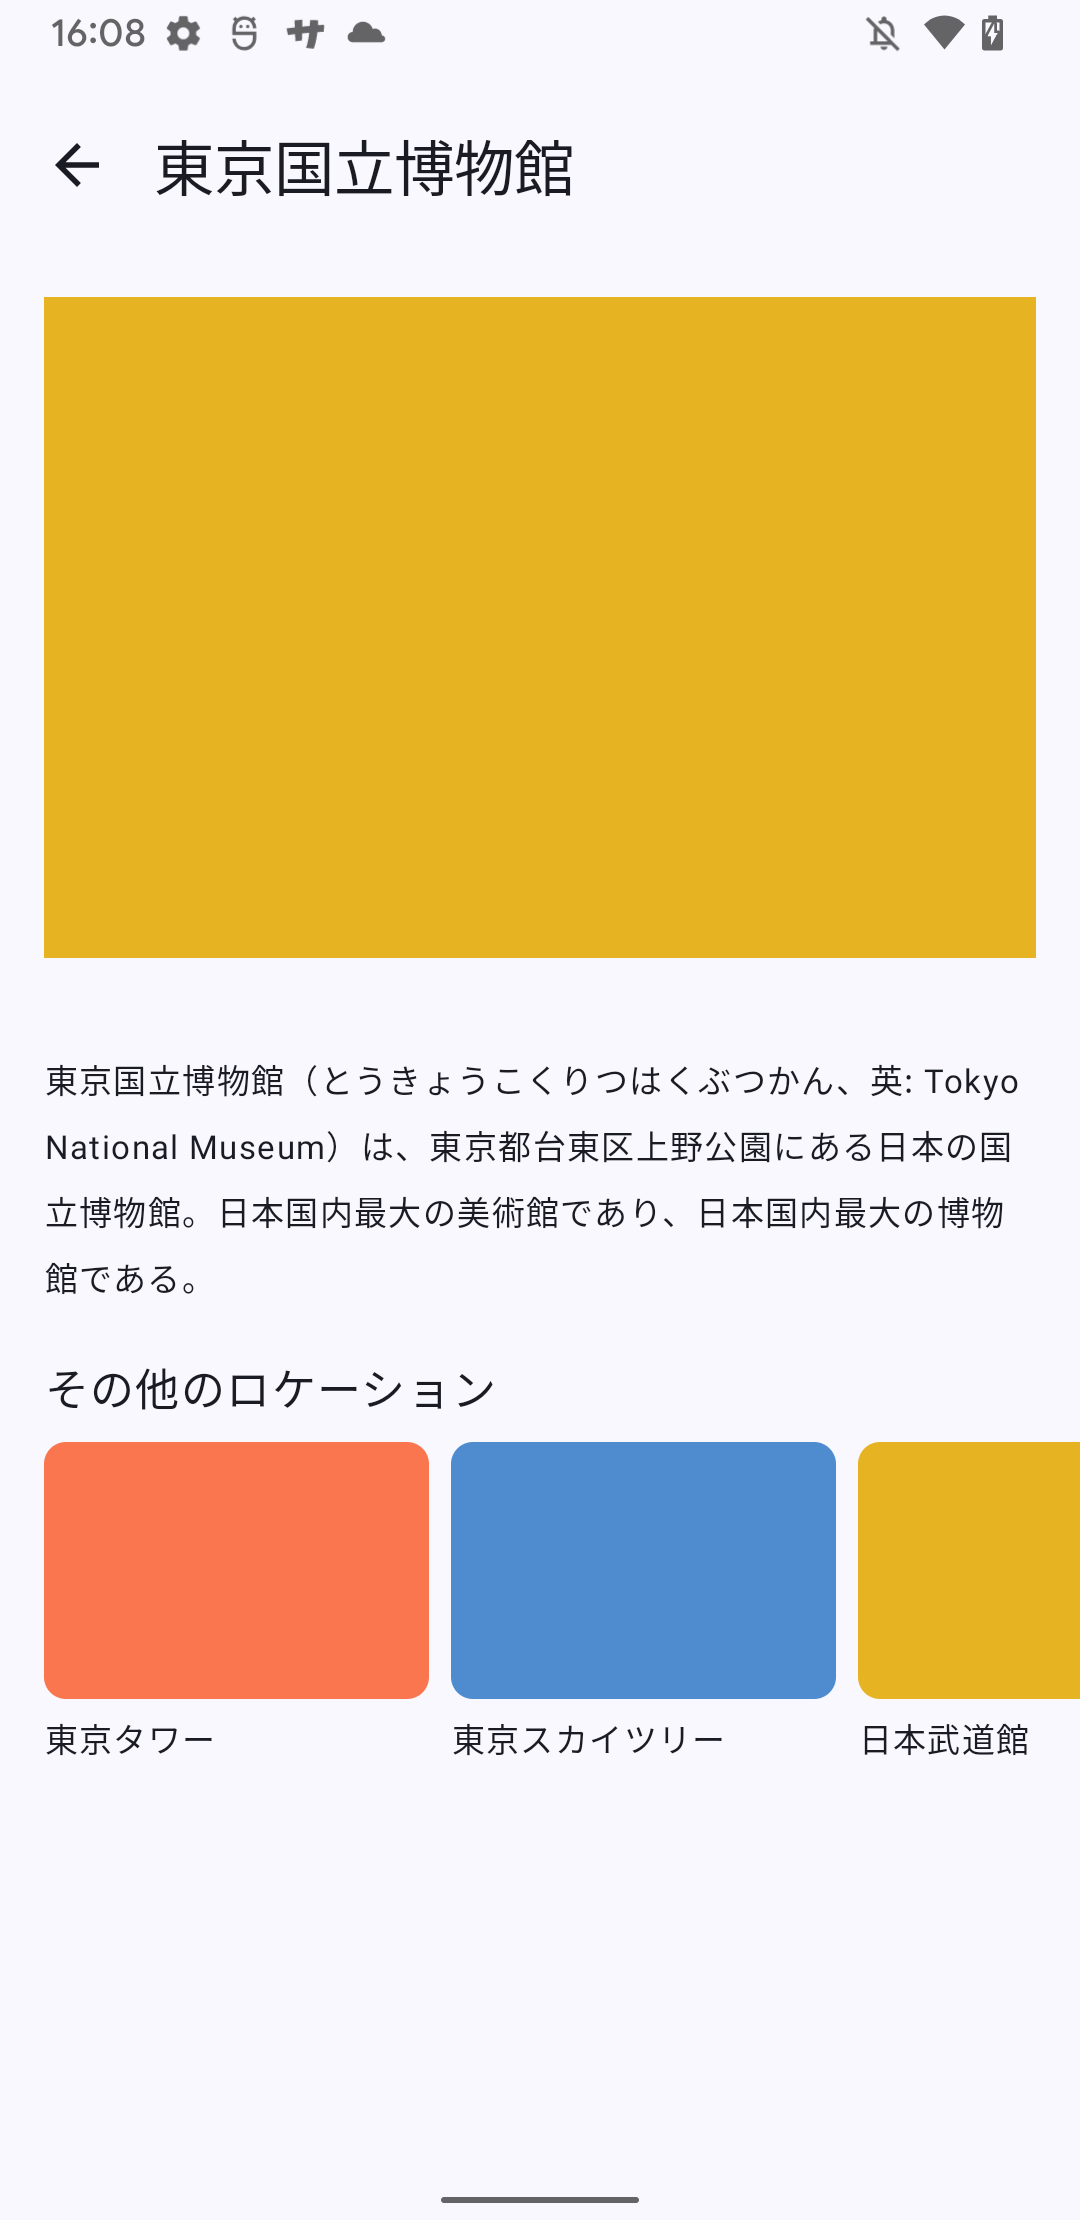 16:08
東京国立博物館
東京国立博物館（とうきょうこくりつはくぶつかん、英: Tokyo
National Museum）は、東京都台東区上野公園にある日本の国
立博物館。日本国内最大の美術館であり、日本国内最大の博物
館である。
その他のロケーション
東京タワー
東京スカイツリー
日本武道館